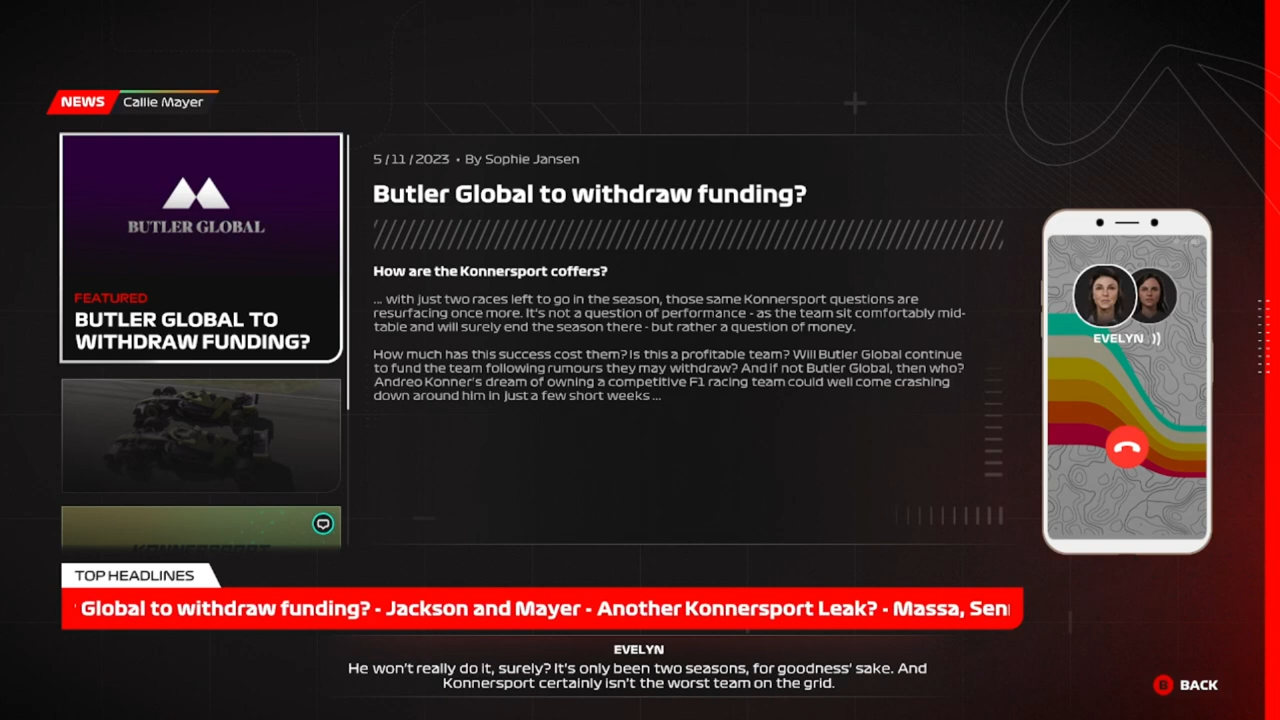 NEWS Callie Mayer
BUTLER GLOBAL
FEATURED
BUTLER GLOBAL TO
WITHDRAW FUNDING?
5/11/2023 • By Sophie Jansen
Butler Global to withdraw funding?
How are the Konnersport coffers?
... with just two races left to go in the season, those same Konnersport questions are
resurfacing once more. It's not a question of performance - as the team sit comfortably mid-
table and will surely end the season there - but rather a question of money.
How much has this success cost them? Is this a profitable team? Will Butler Global continue
to fund the team following rumours they may withdraw? And if not Butler Global, then who?
Andreo Konner's dream of owning a competitive F1 racing team could well come crashing
down around him in just a few short weeks ...
EVELYN
KONNERSPORT
TOP HEADLINES
Global to withdraw funding? - Jackson and Mayer - Another Konnersport Leak? - Massa, Sen
EVELYN
He won't really do it, surely? It's only been two seasons, for goodness' sake. And
Konnersport certainly isn't the worst team on the grid.
B BACK